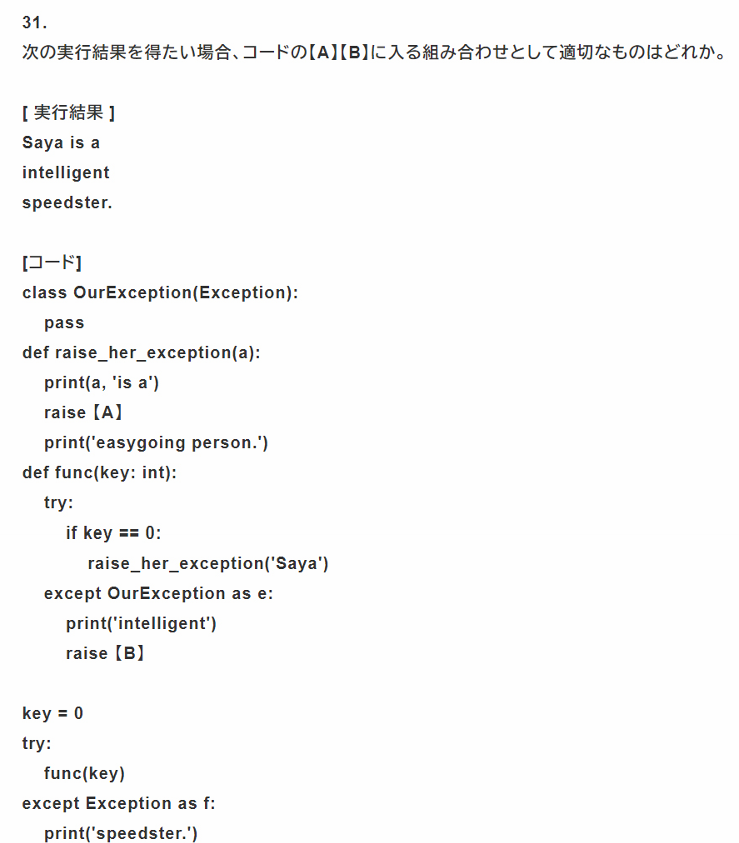 31.
次の実行結果を得たい場合、コードの【A】【B】に入る組み合わせとして適切なものはどれか。
[ 実行結果 ]
Saya is a
intelligent
speedster.
[コード]
class OurException(Exception):
pass
def raise_her_exception(a):
print(a, 'is a')
raise 【A】
print('easygoing person.')
def func(key: int):
try:
if key == 0:
raise_her_exception('Saya')
except OurException as e:
print('intelligent')
raise 【B】
key = 0
try:
func(key)
except Exception as f:
print('speedster.')